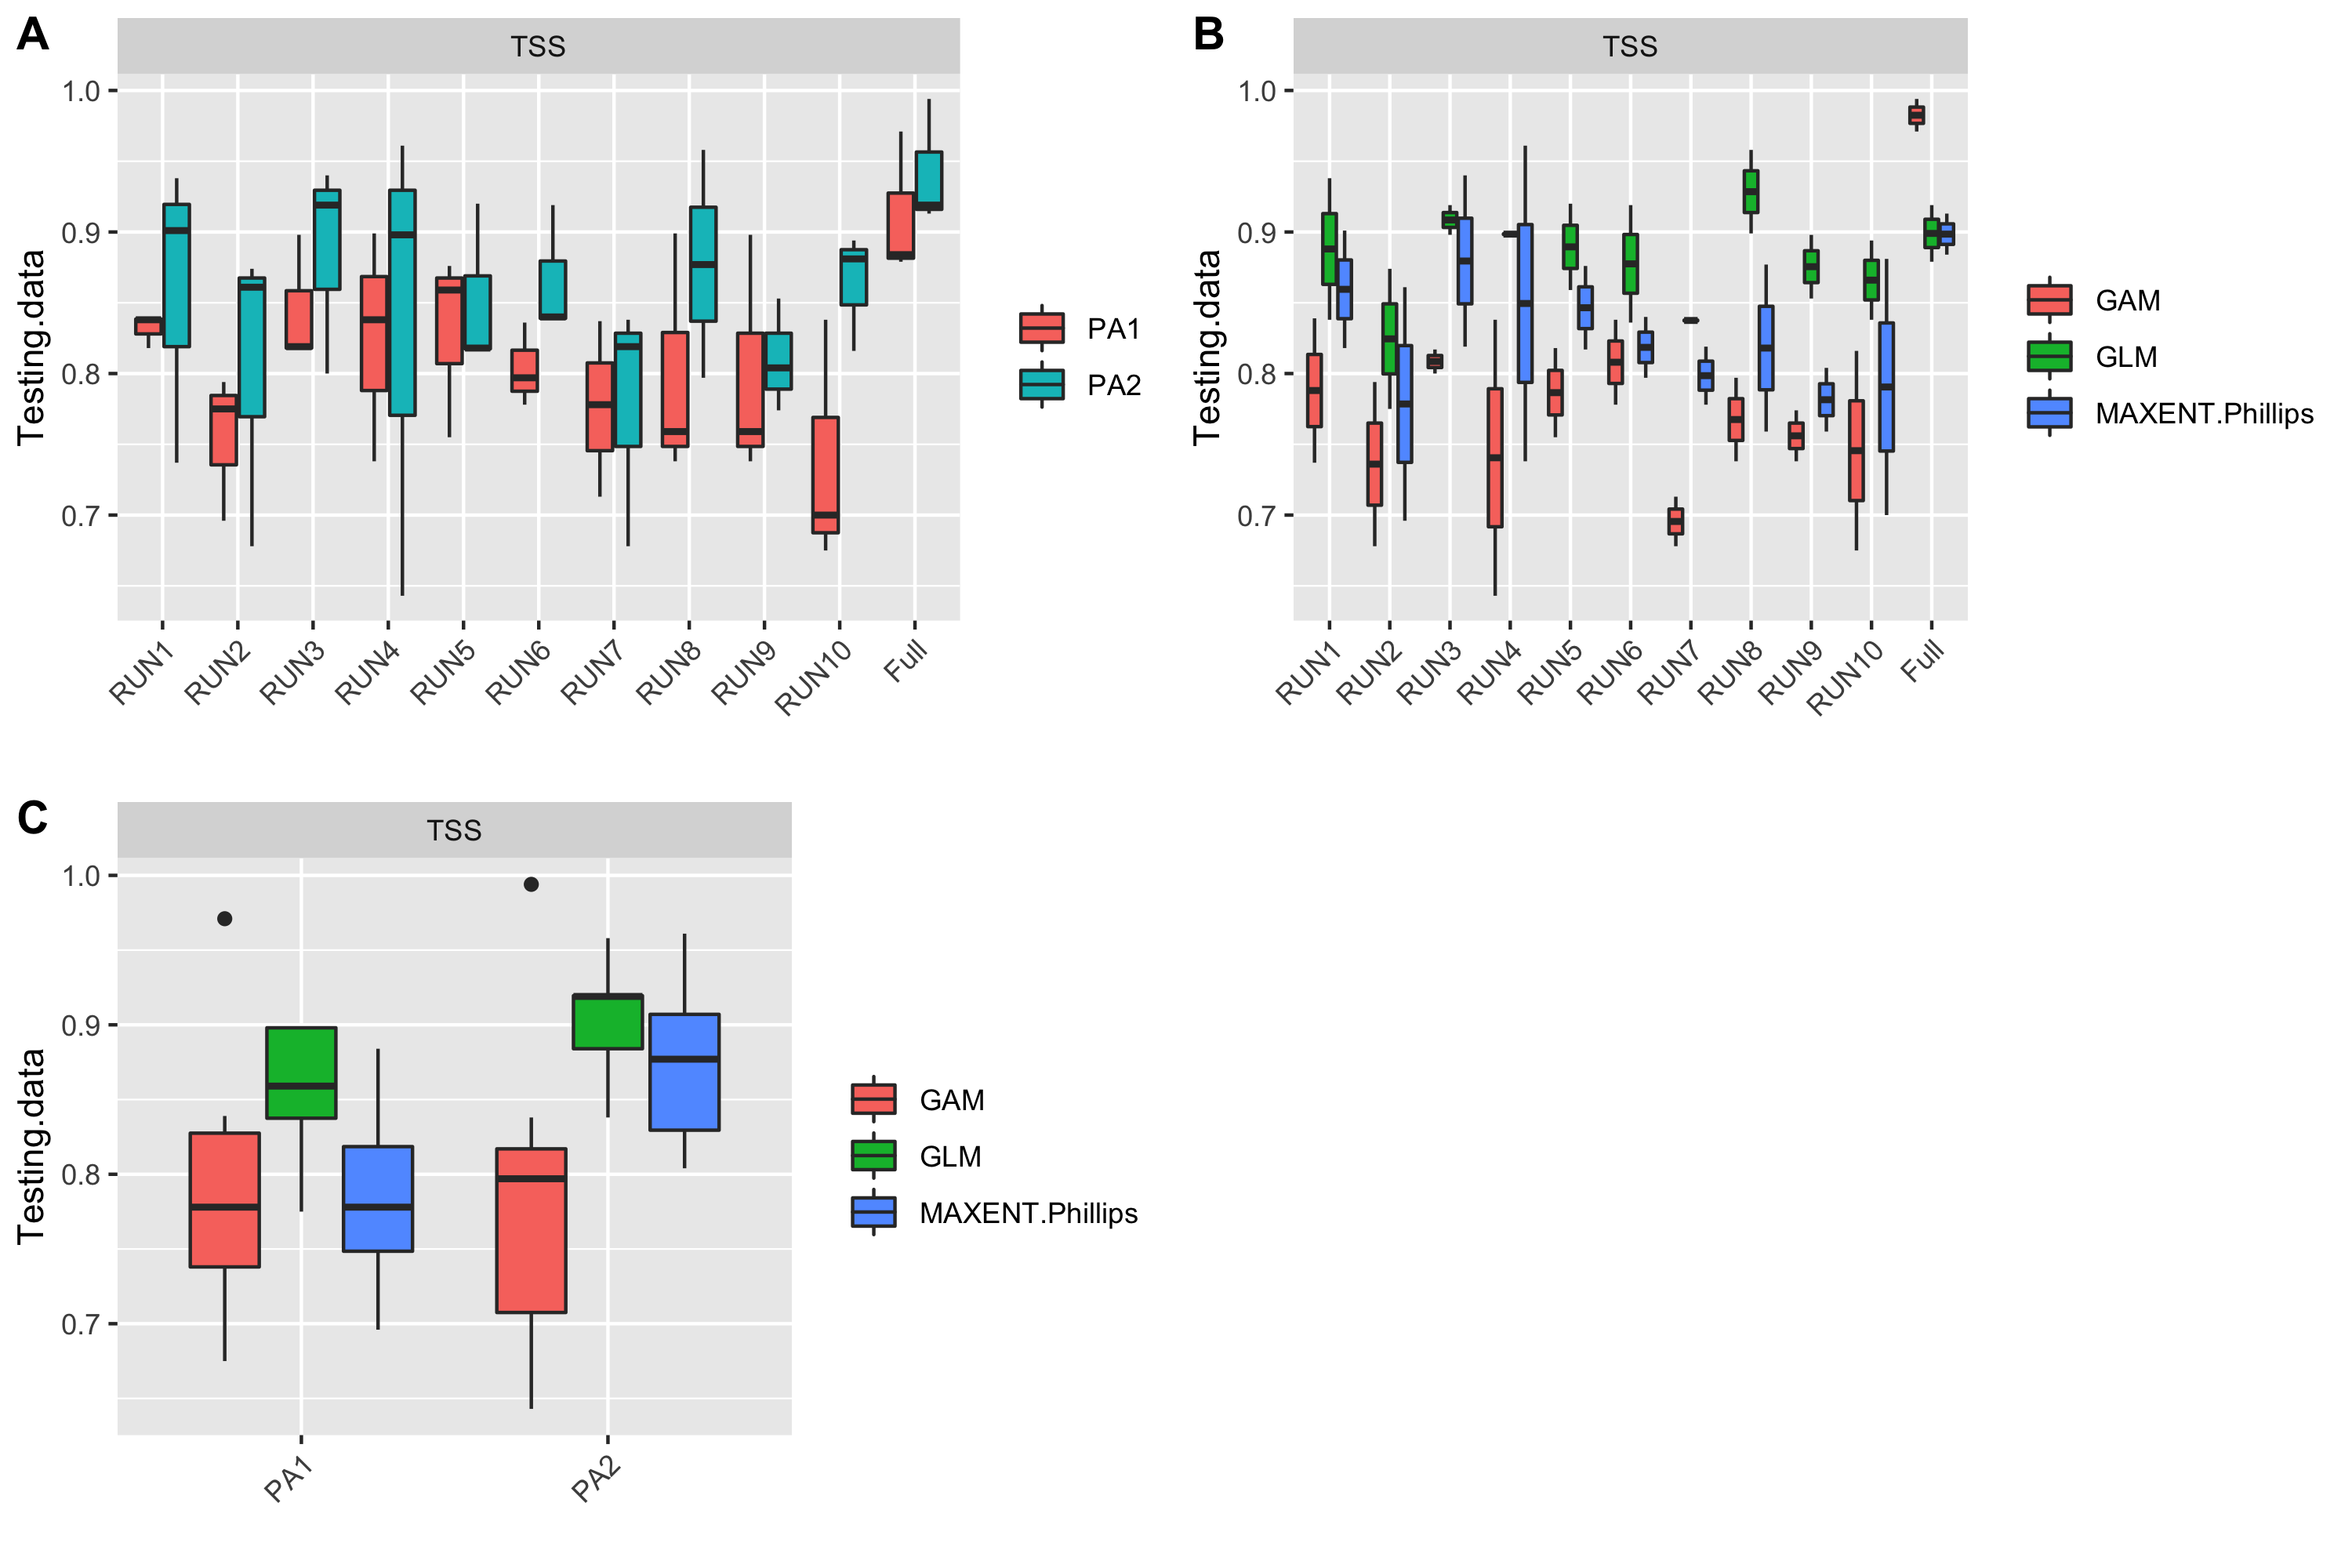 A
TSS
1.0
0.9
0.8
0.7
Testing.data
RUN1
RUN2
RUN3
RUN4
RUN5
RUN6
RUN7
RUN8
RUN9
RUN10
Full
PA1
PA2
B
TSS
1.0
0.9
0.8
0.7
Testing.data
RUN1
RUN2
RUN3
RUN4
RUN5
RUN6
RUN7
RUN8
RUN9
RUN10
Full
GAM
GLM
MAXENT.Phillips
C
TSS
1.0
0.9
0.8
0.7
Testing.data
PA1
PA2
GAM
GLM
MAXENT.Phillips